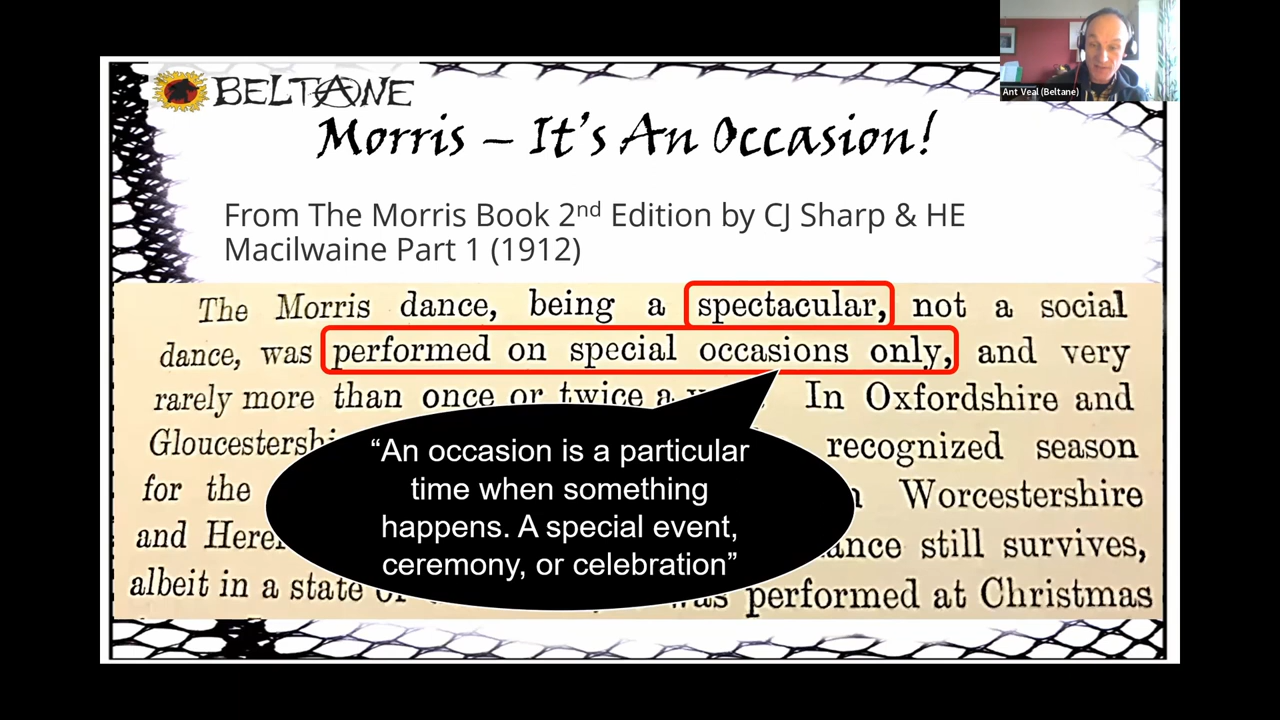 Ant Veal (Beltane)
BELTANE
Morris – It's An Occasion!
From The Morris Book 2nd Edition by CJ Sharp & HE
Macilwaine Part 1 (1912)
The Morris dance, being a spectacular, not a social
dance, was performed on special occasions only, and very
rarely more than once or twice a
In Oxfordshire and
recognized season
for the
Worcestershire
and
still survives,
albeit in a state
was performed at Christmas
“An occasion is a particular
time when something
happens. A special event,
ceremony, or celebration”